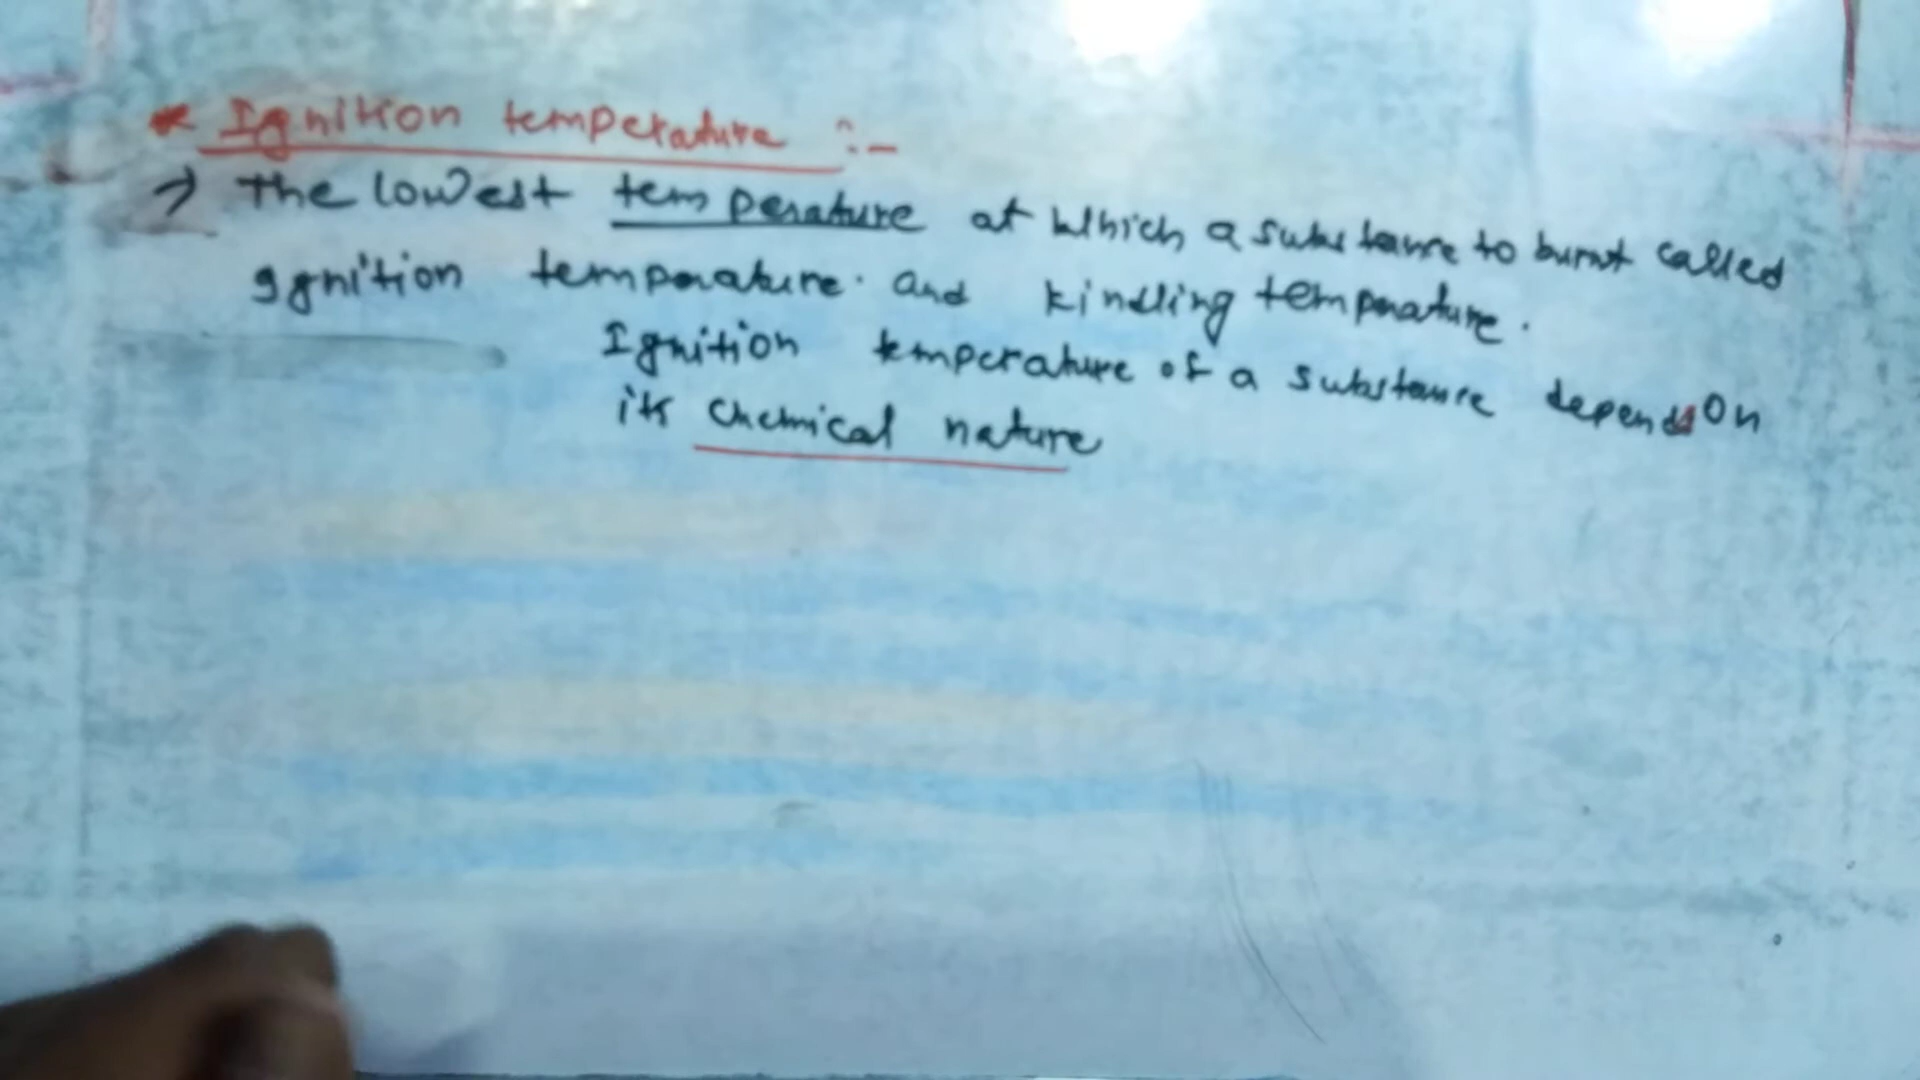 * Ignition temperature :-
→ The lowest temperature at which a substance to burnt called
Ignition temperature. and kindling temperature.
Ignition temperature of a substance depends on
its chemical nature